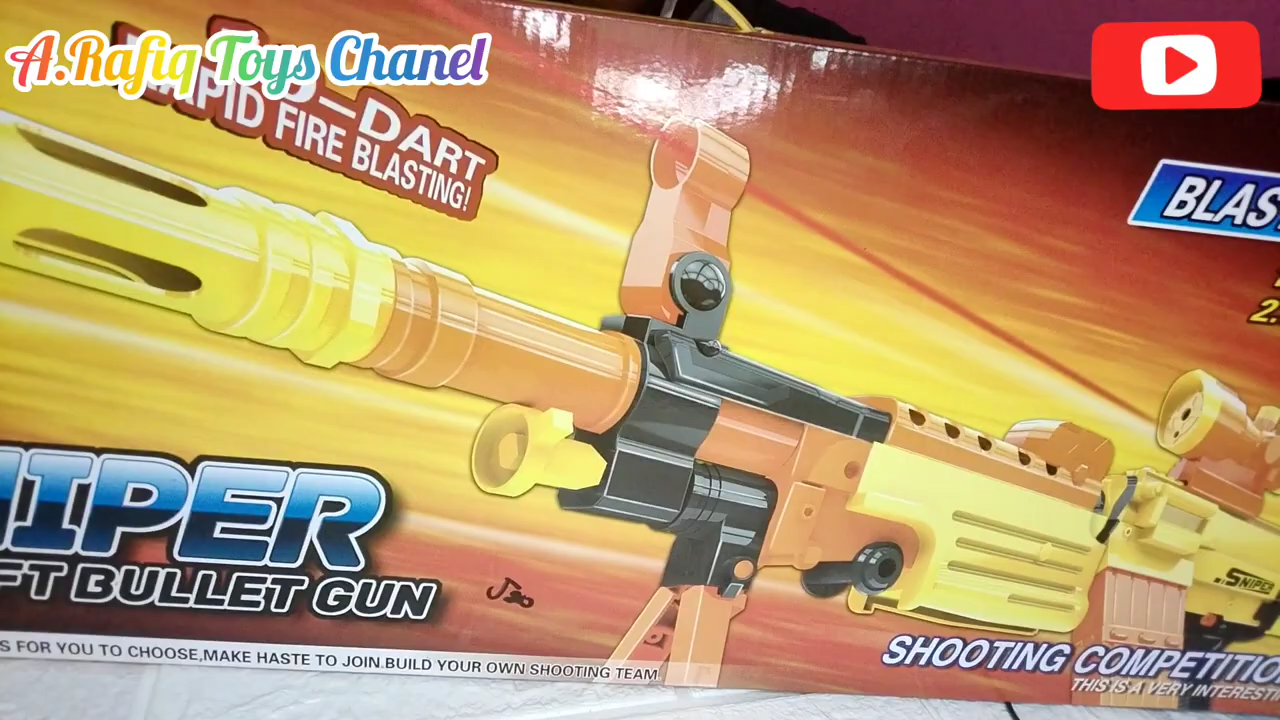 A.Rafiq Toys Chanel
DART
RAPID FIRE BLASTING!
BLAS
2.
IPER
FT BULLET GUN
S FOR YOU TO CHOOSE,MAKE HASTE TO JOIN.BUILD YOUR OWN SHOOTING TEAM
SNIPER
SHOOTING COMPETITIO
THIS IS A VERY INTERESTI